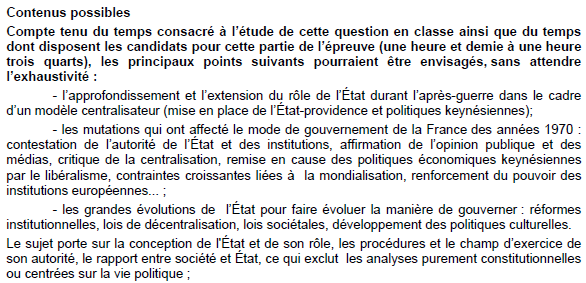 Contenus possibles
Compte tenu du temps consacré à l'étude de cette question en classe ainsi que du temps
dont disposent les candidats pour cette partie de l'épreuve (une heure et demie à une heure
trois quarts), les principaux points suivants pourraient être envisagés, sans attendre
l'exhaustivité :
- l'approfondissement et l'extension du rôle de l'État durant l'après-guerre dans le cadre
d'un modèle centralisateur (mise en place de l'État-providence et politiques keynésiennes);
- les mutations qui ont affecté le mode de gouvernement de la France des années 1970 :
contestation de l'autorité de l'État et des institutions, affirmation de l'opinion publique et des
médias, critique de la centralisation, remise en cause des politiques économiques keynésiennes
par le libéralisme, contraintes croissantes liées à la mondialisation, renforcement du pouvoir des
institutions européennes... ;
- les grandes évolutions de l'État pour faire évoluer la manière de gouverner : réformes
institutionnelles, lois de décentralisation, lois sociétales, développement des politiques culturelles.
Le sujet porte sur la conception de l'État et de son rôle, les procédures et le champ d'exercice de
son autorité, le rapport entre société et État, ce qui exclut les analyses purement constitutionnelles
ou centrées sur la vie politique ;